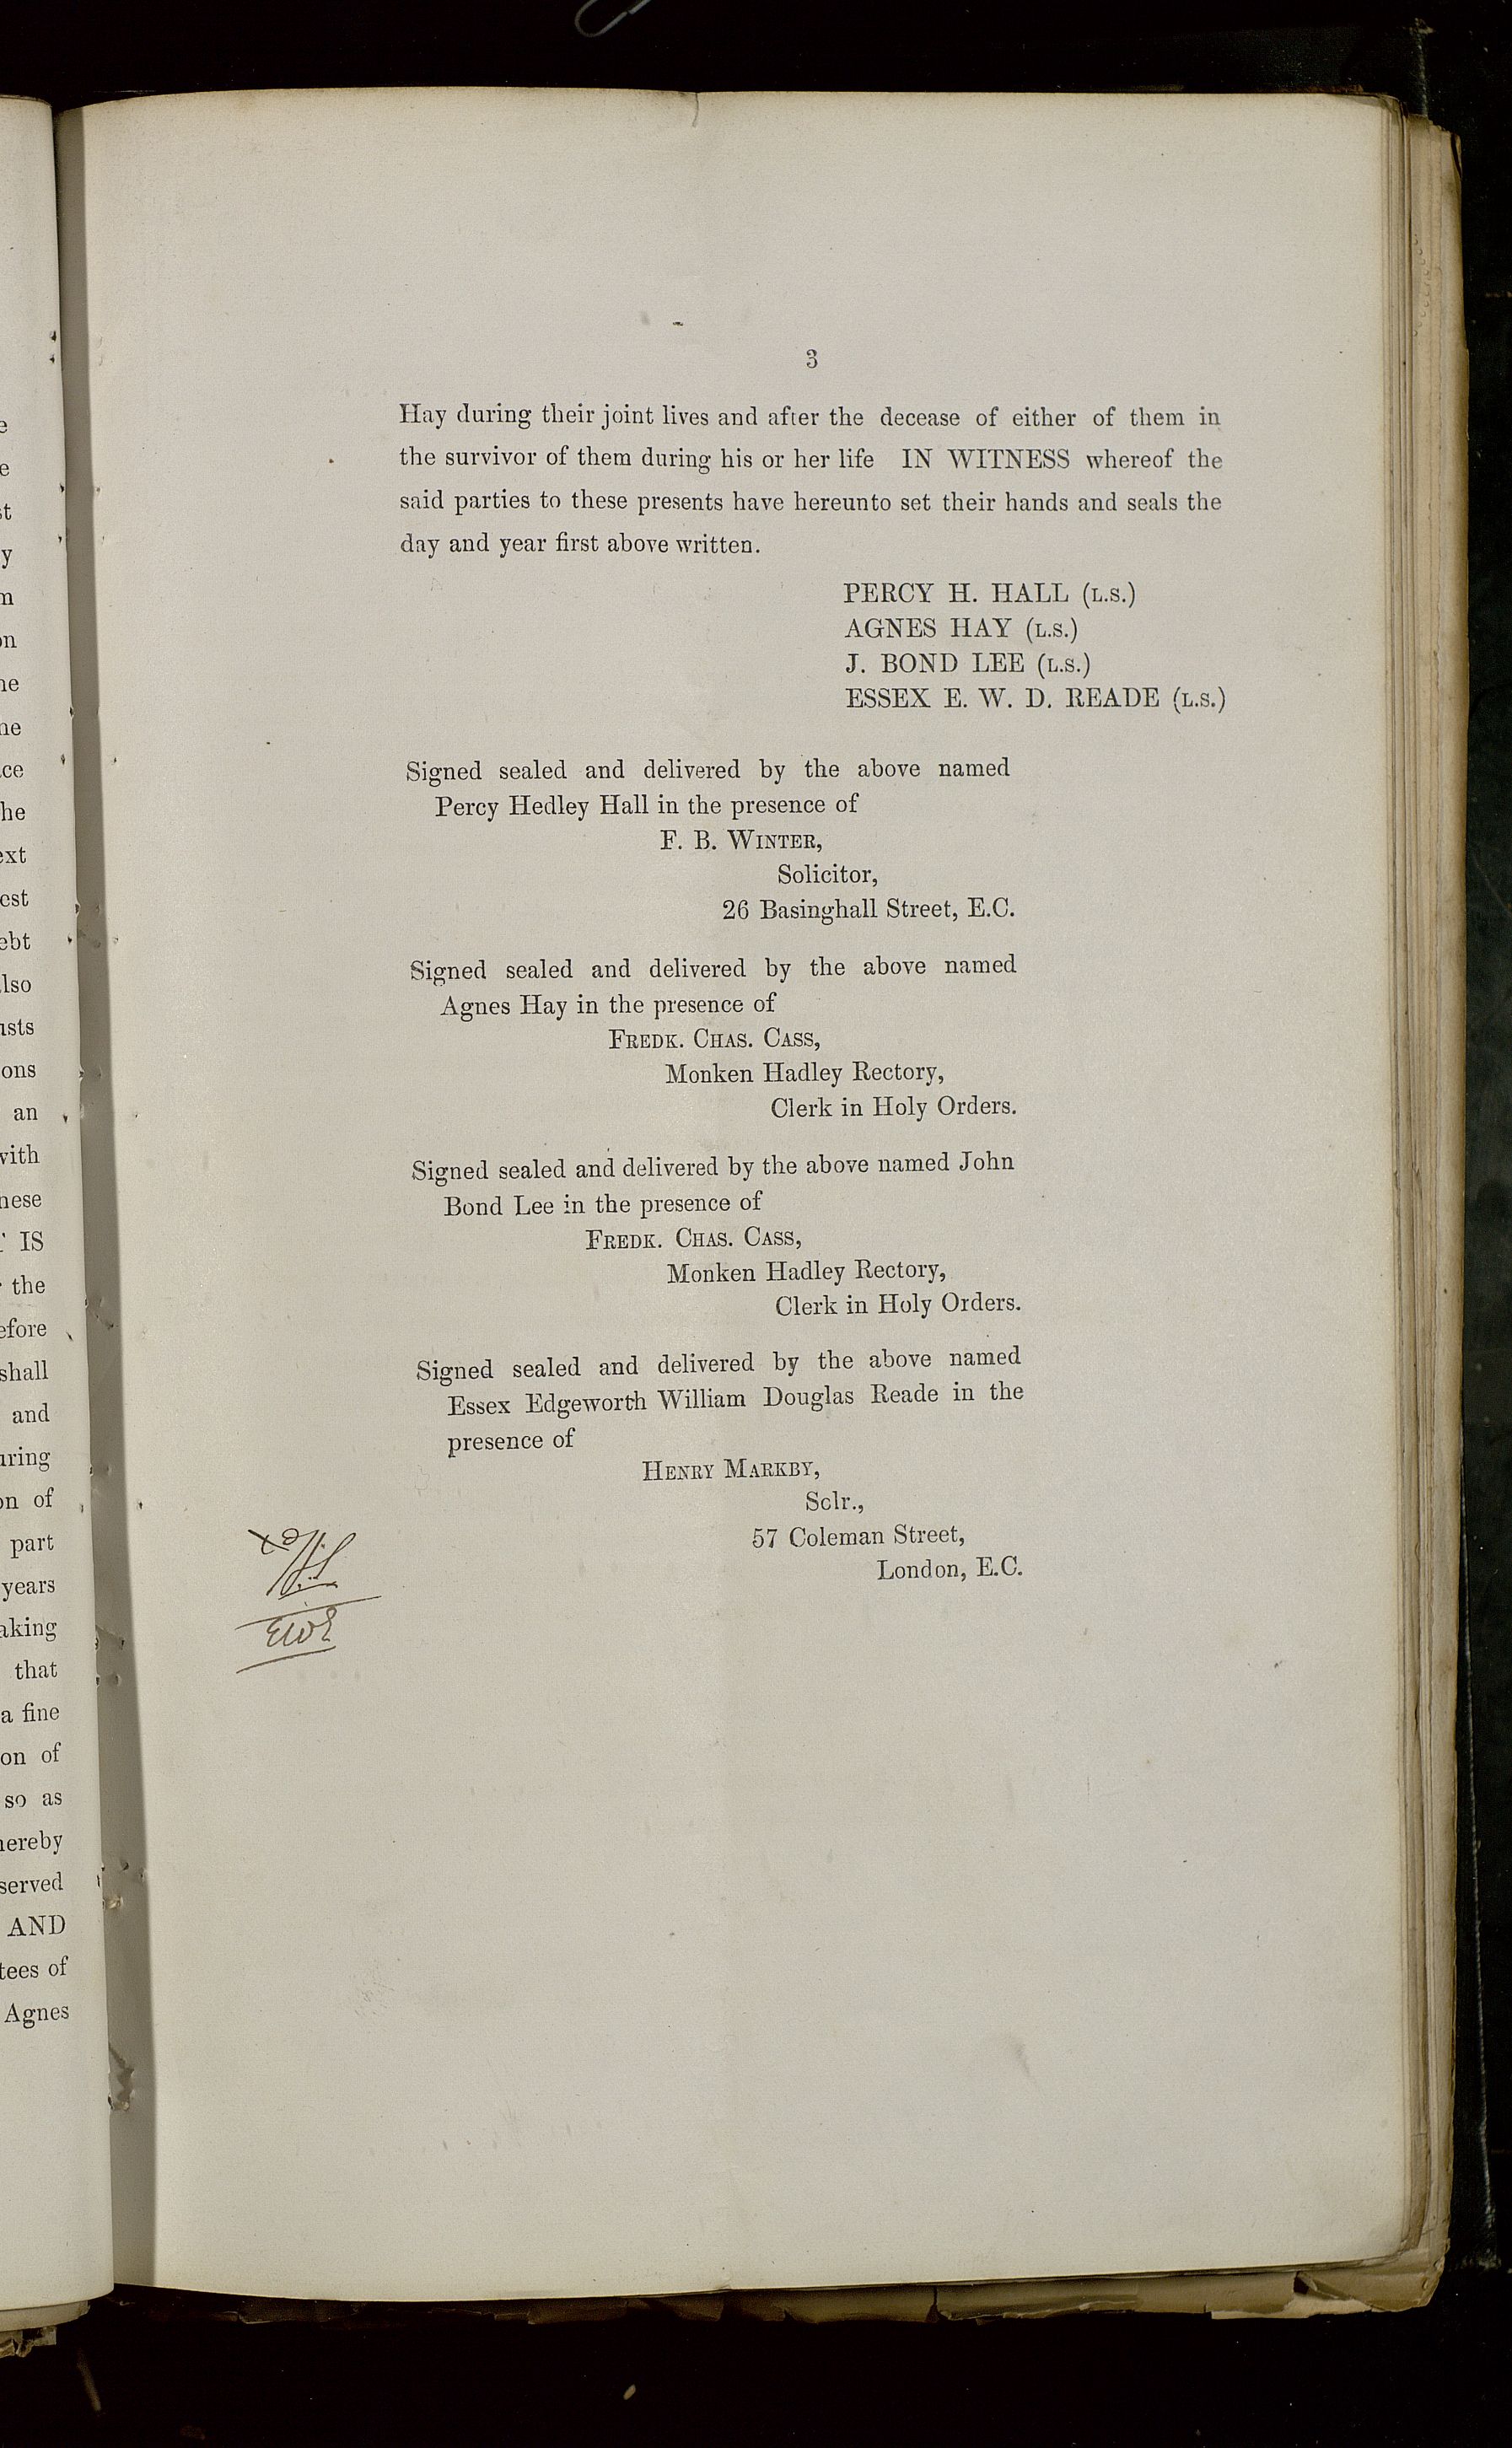 3
Hay during their joint lives and after the decease of either of them in
the survivor of them during his or her life IN WITNESS whereof the
said parties to these presents have hereunto set their hands and seals the
day and year first above written.
PERCY H. HALL (L.S.)
AGNES HAY (L.S.)
J. BOND LEE (L.S.)
ESSEX E. W. D. READE (L.S.)
Signed sealed and delivered by the above named
Percy Hedley Hall in the presence of
F. B. WINTER,
Solicitor,
26 Basinghall Street, E.C.
Signed sealed and delivered by the above named
Agnes Hay in the presence of
FREDK. CHAS. CASS,
Monken Hadley Rectory,
Clerk in Holy Orders.
Signed sealed and delivered by the above named John
Bond Lee in the presence of
FREDK. CHAS. CASS,
Monken Hadley Rectory,
Clerk in Holy Orders.
Signed sealed and delivered by the above named
Essex Edgeworth William Douglas Reade in the
presence of
HENRY MARKBY,
Sclr.,
57 Coleman Street,
London, E.C.